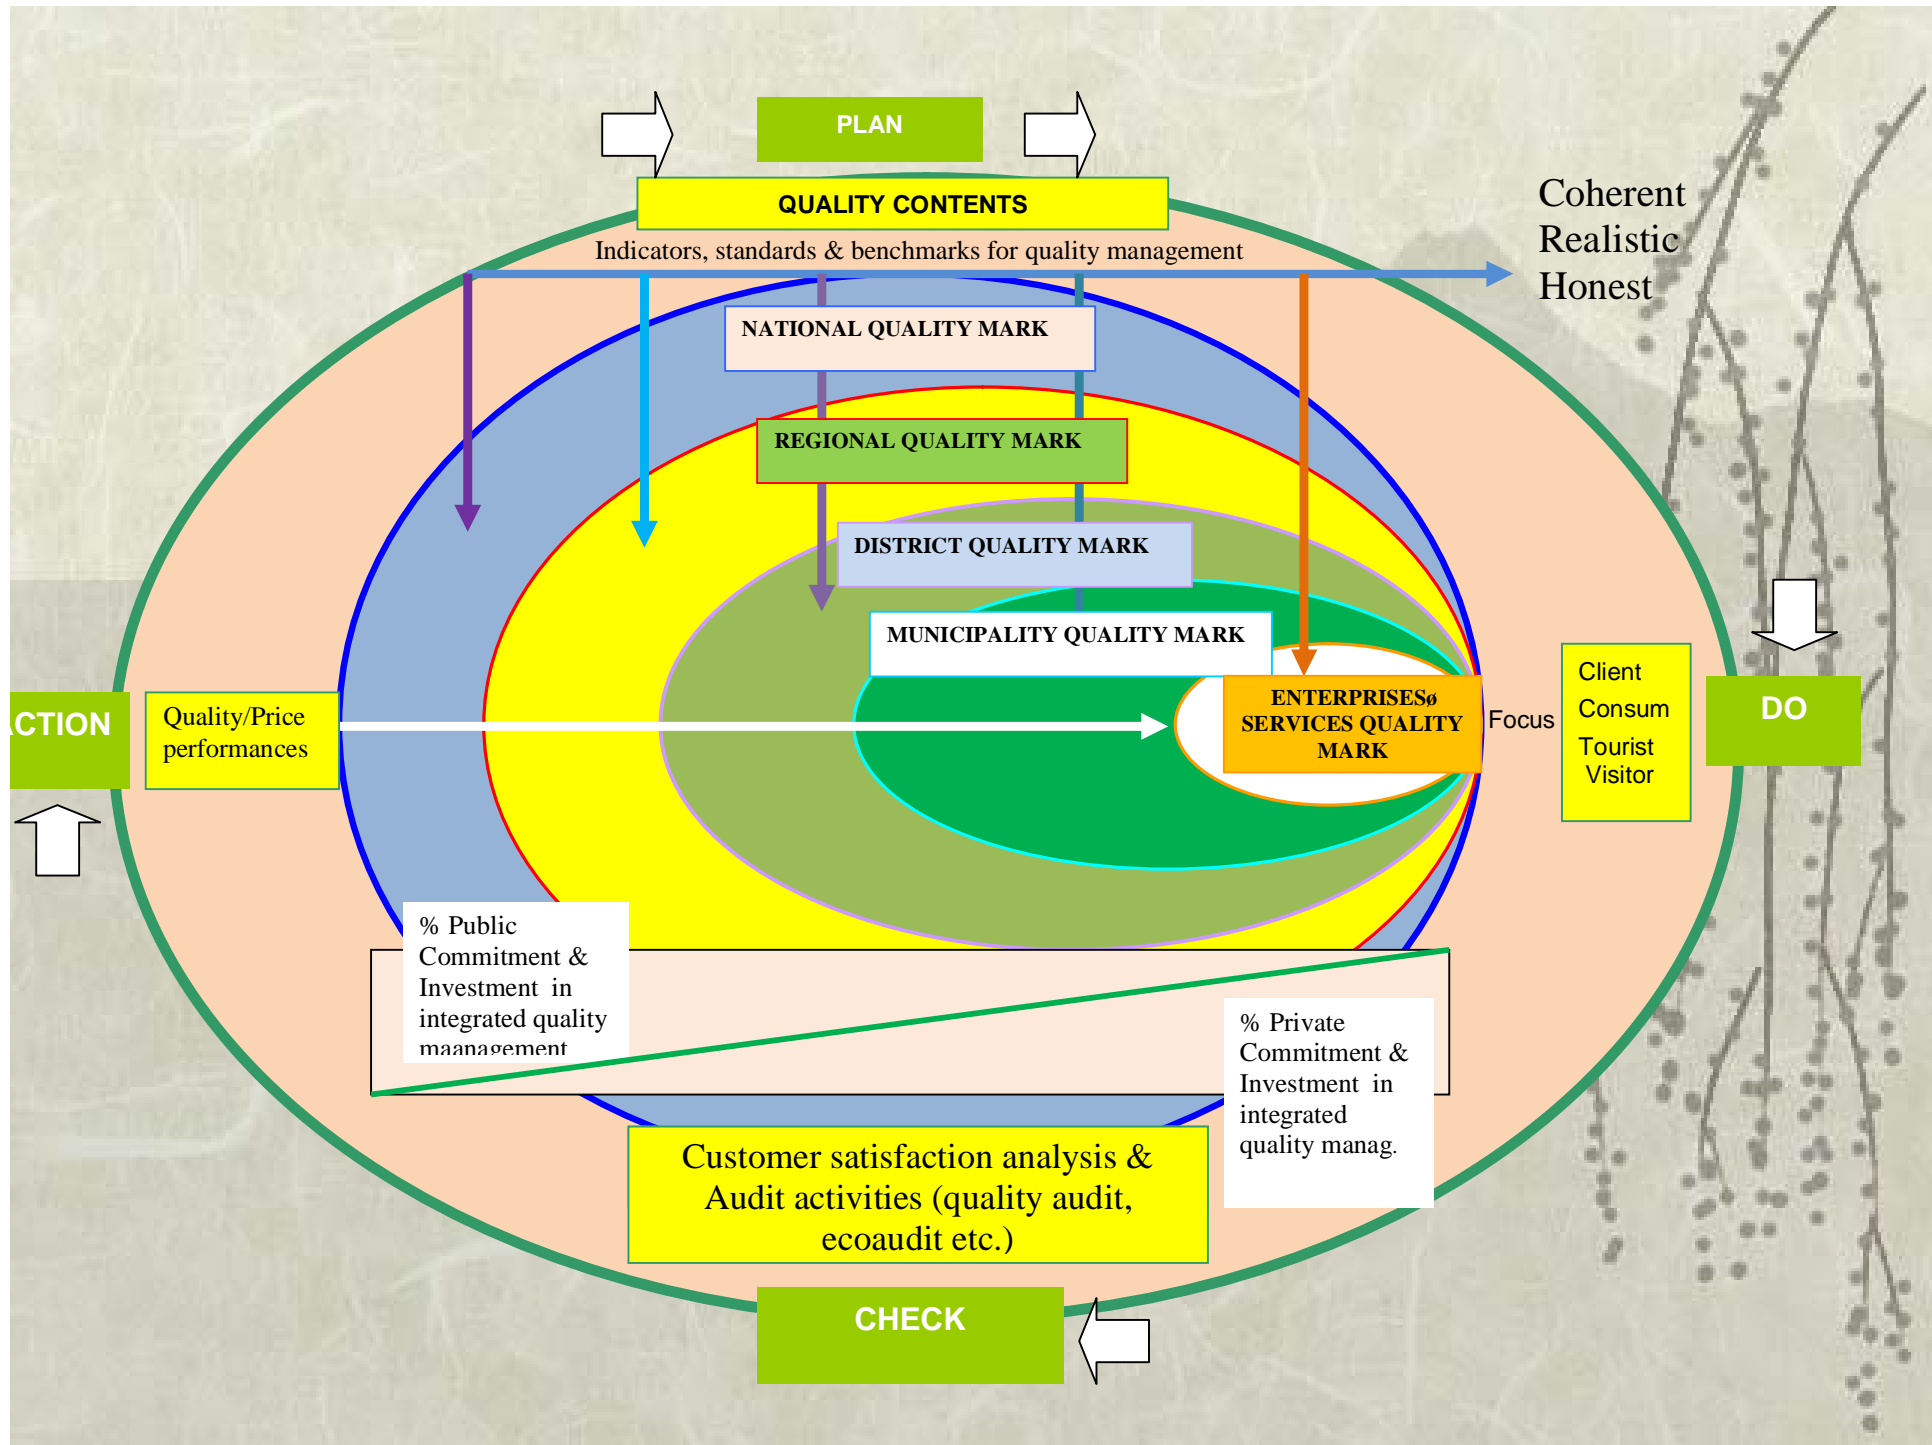 PLAN
QUALITY CONTENTS
Indicators, standards & benchmarks for quality management
Coherent
Realistic
Honest
NATIONAL QUALITY MARK
REGIONAL QUALITY MARK
DISTRICT QUALITY MARK
MUNICIPALITY QUALITY MARK
ENTERPRISESø
SERVICES QUALITY
MARK
Focus
Client
Consum
Tourist
Visitor
DO
CTION
Quality/Price
performances
% Public
Commitment &
Investment in
integrated quality
maanagement
% Private
Commitment &
Investment in
integrated
quality manag.
Customer satisfaction analysis &
Audit activities (quality audit,
ecoaudit etc.)
CHECK